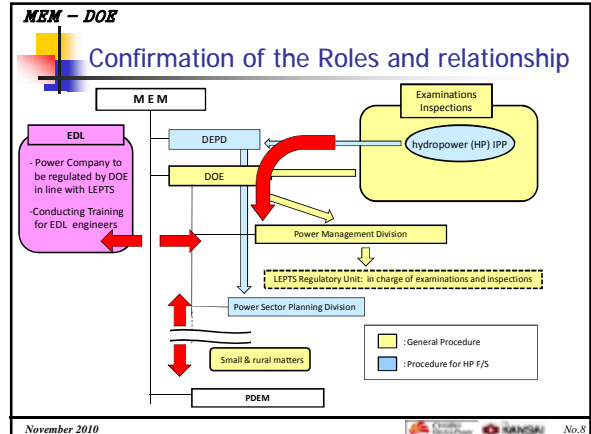 MEM – DOE
Confirmation of the Roles and relationship
MEM
Examinations
Inspections
EDL
- Power Company to
be regulated by DOE
in line with LEPTS
-Conducting Training
for EDL engineers
DEPD
hydropower (HP) IPP
DOE
Power Management Division
LEPTS Regulatory Unit: in charge of examinations and inspections
Power Sector Planning Division
Small & rural matters
:General Procedure
:Procedure for HP F/S
PDEM
November 2010
KANSAI
No.8